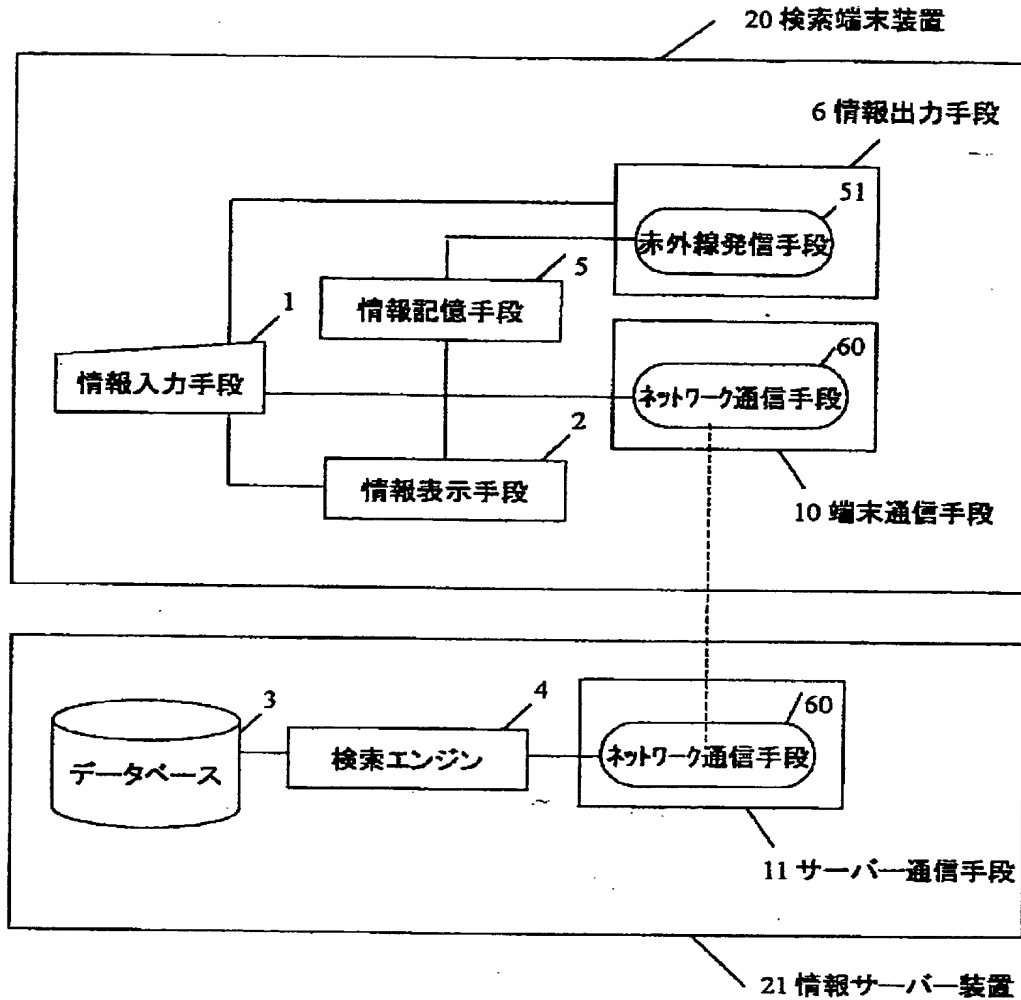 20 検索端末装置
6 情報出力手段
51
赤外線発信手段
5
情報記憶手段
1
情報入力手段
60
ネットワーク通信手段
2
情報表示手段
10 端末通信手段
3
データベース
4
検索エンジン
60
ネットワーク通信手段
11 サーバー通信手段
21 情報サーバー装置